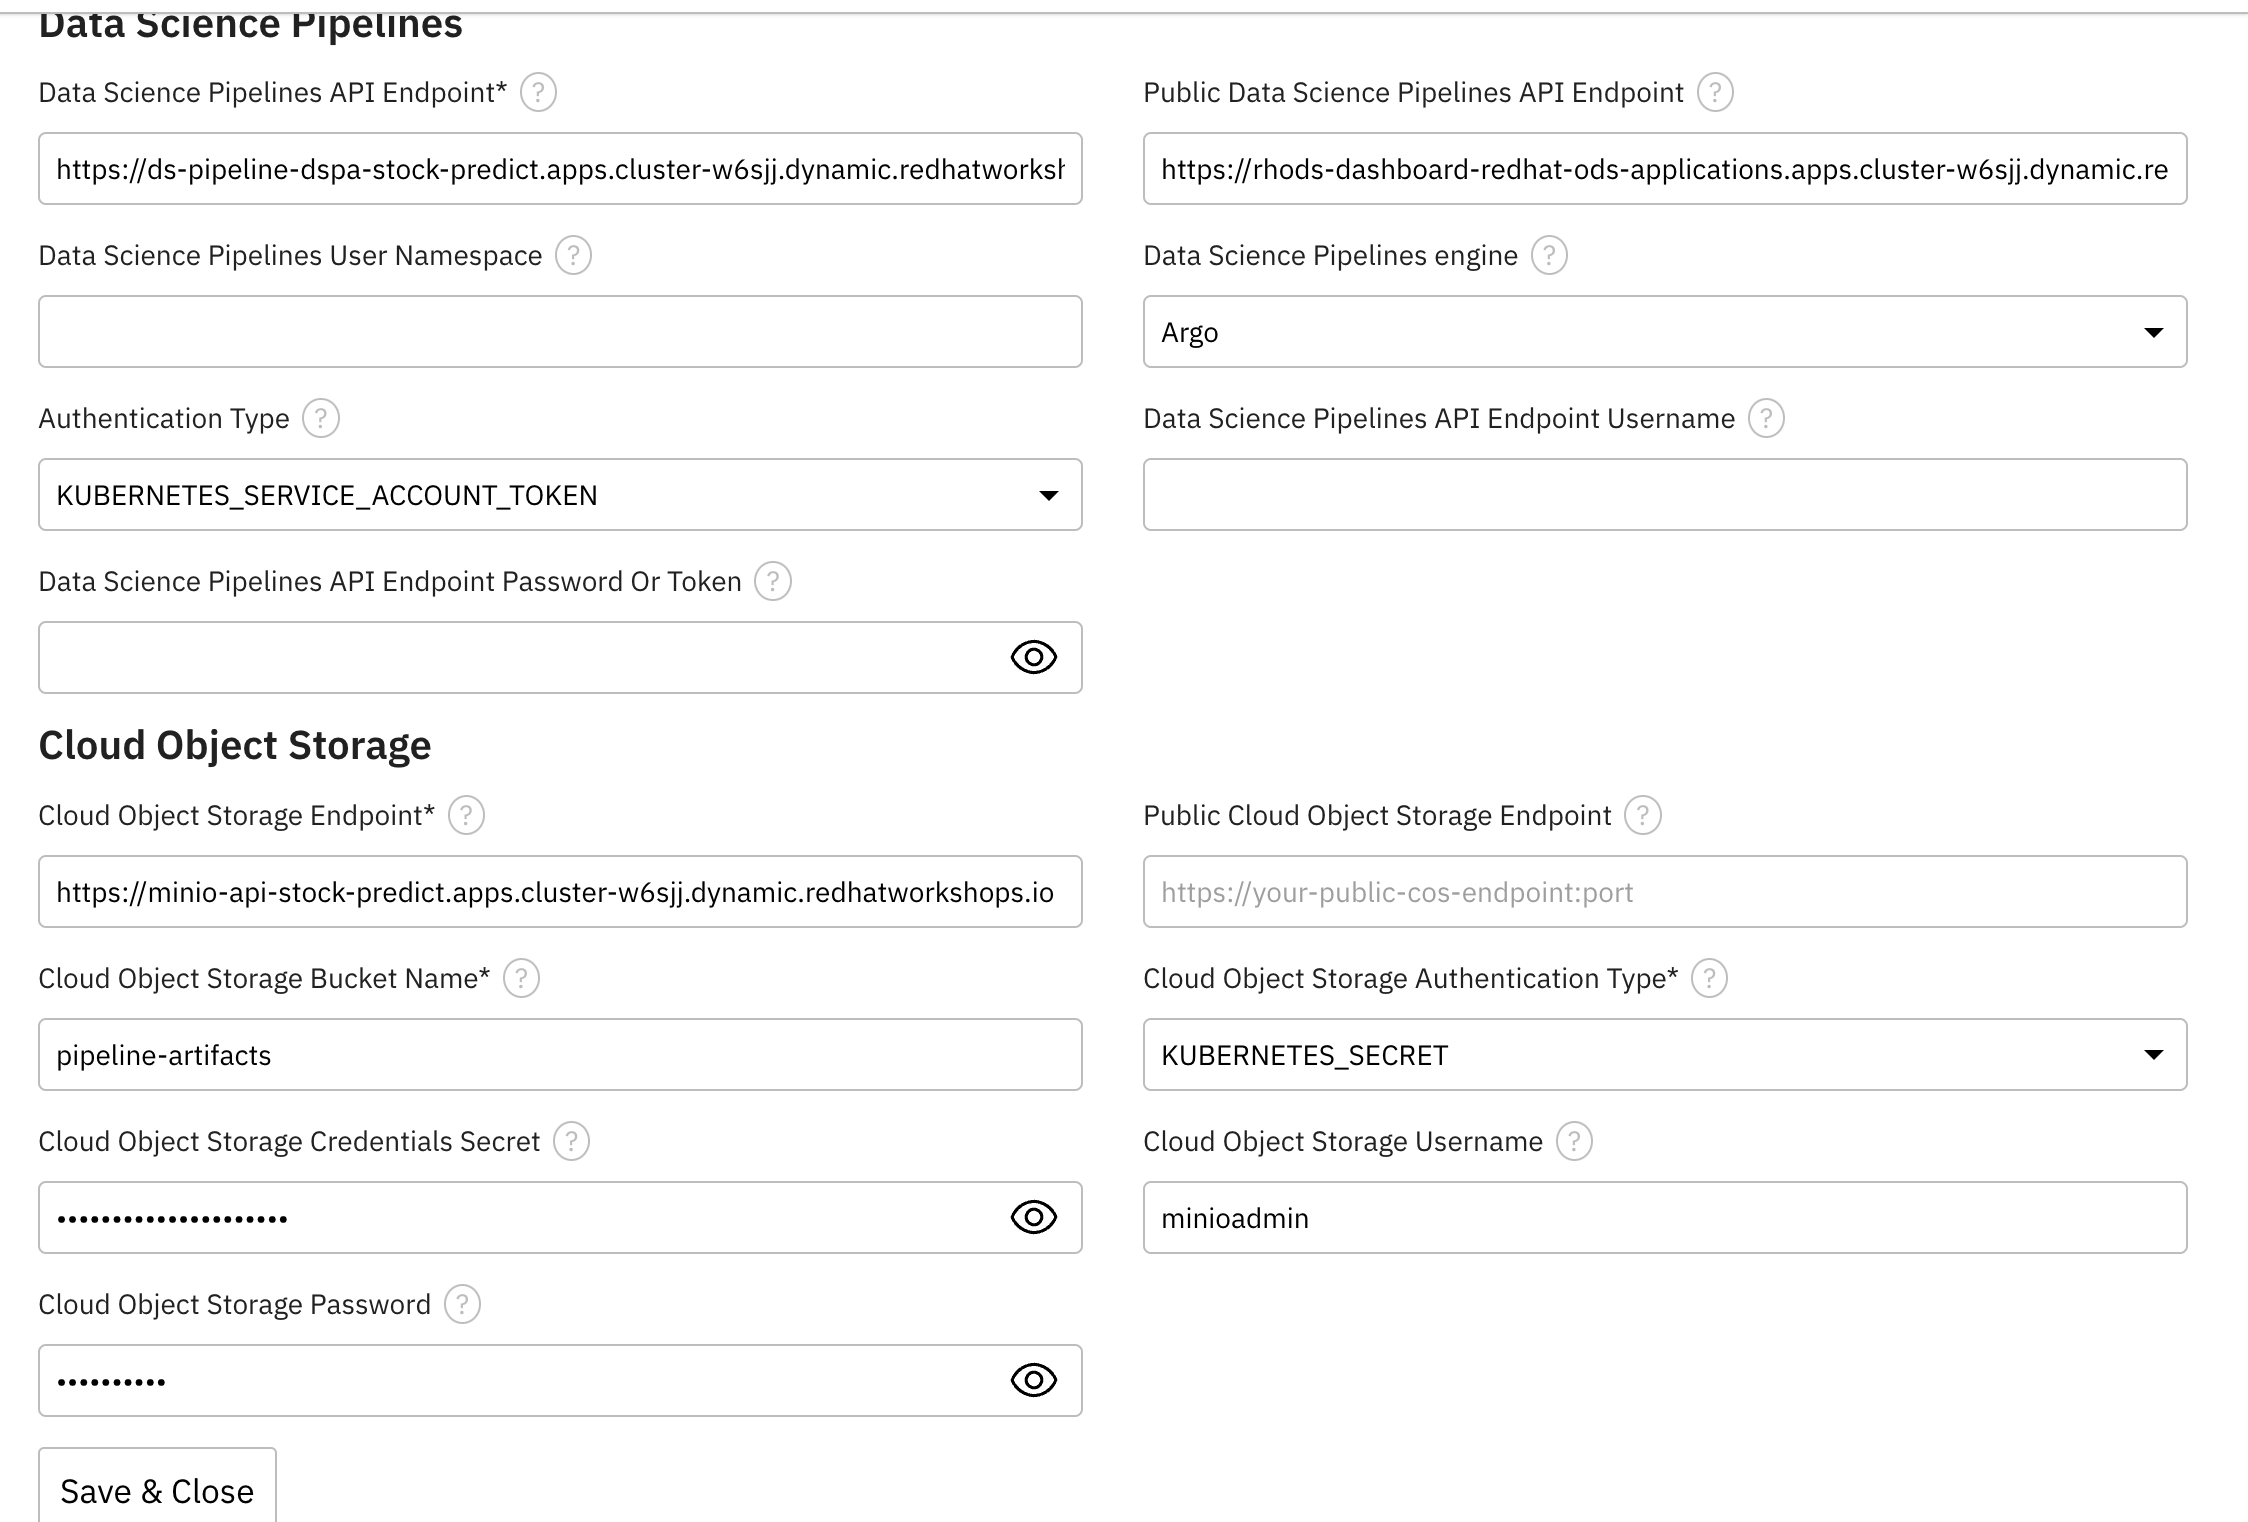 Data Science Pipelines
Data Science Pipelines API Endpoint* ?
Public Data Science Pipelines API Endpoint ?
https://ds-pipeline-dspa-stock-predict.apps.cluster-w6sjj.dynamic.redhatworksh
https://rhods-dashboard-redhat-ods-applications.apps.cluster-w6sjj.dynamic.re
Data Science Pipelines User Namespace ?
Data Science Pipelines engine ?
Argo
Authentication Type ?
Data Science Pipelines API Endpoint Username ?
KUBERNETES_SERVICE_ACCOUNT_TOKEN
Data Science Pipelines API Endpoint Password Or Token ?
Cloud Object Storage
Cloud Object Storage Endpoint* ?
Public Cloud Object Storage Endpoint ?
https://minio-api-stock-predict.apps.cluster-w6sjj.dynamic.redhatworkshops.io
https://your-public-cos-endpoint:port
Cloud Object Storage Bucket Name* ?
Cloud Object Storage Authentication Type* ?
pipeline-artifacts
KUBERNETES_SECRET
Cloud Object Storage Credentials Secret ?
Cloud Object Storage Username ?
•••••••••••••••••••••
minioadmin
Cloud Object Storage Password ?
••••••••••
Save & Close